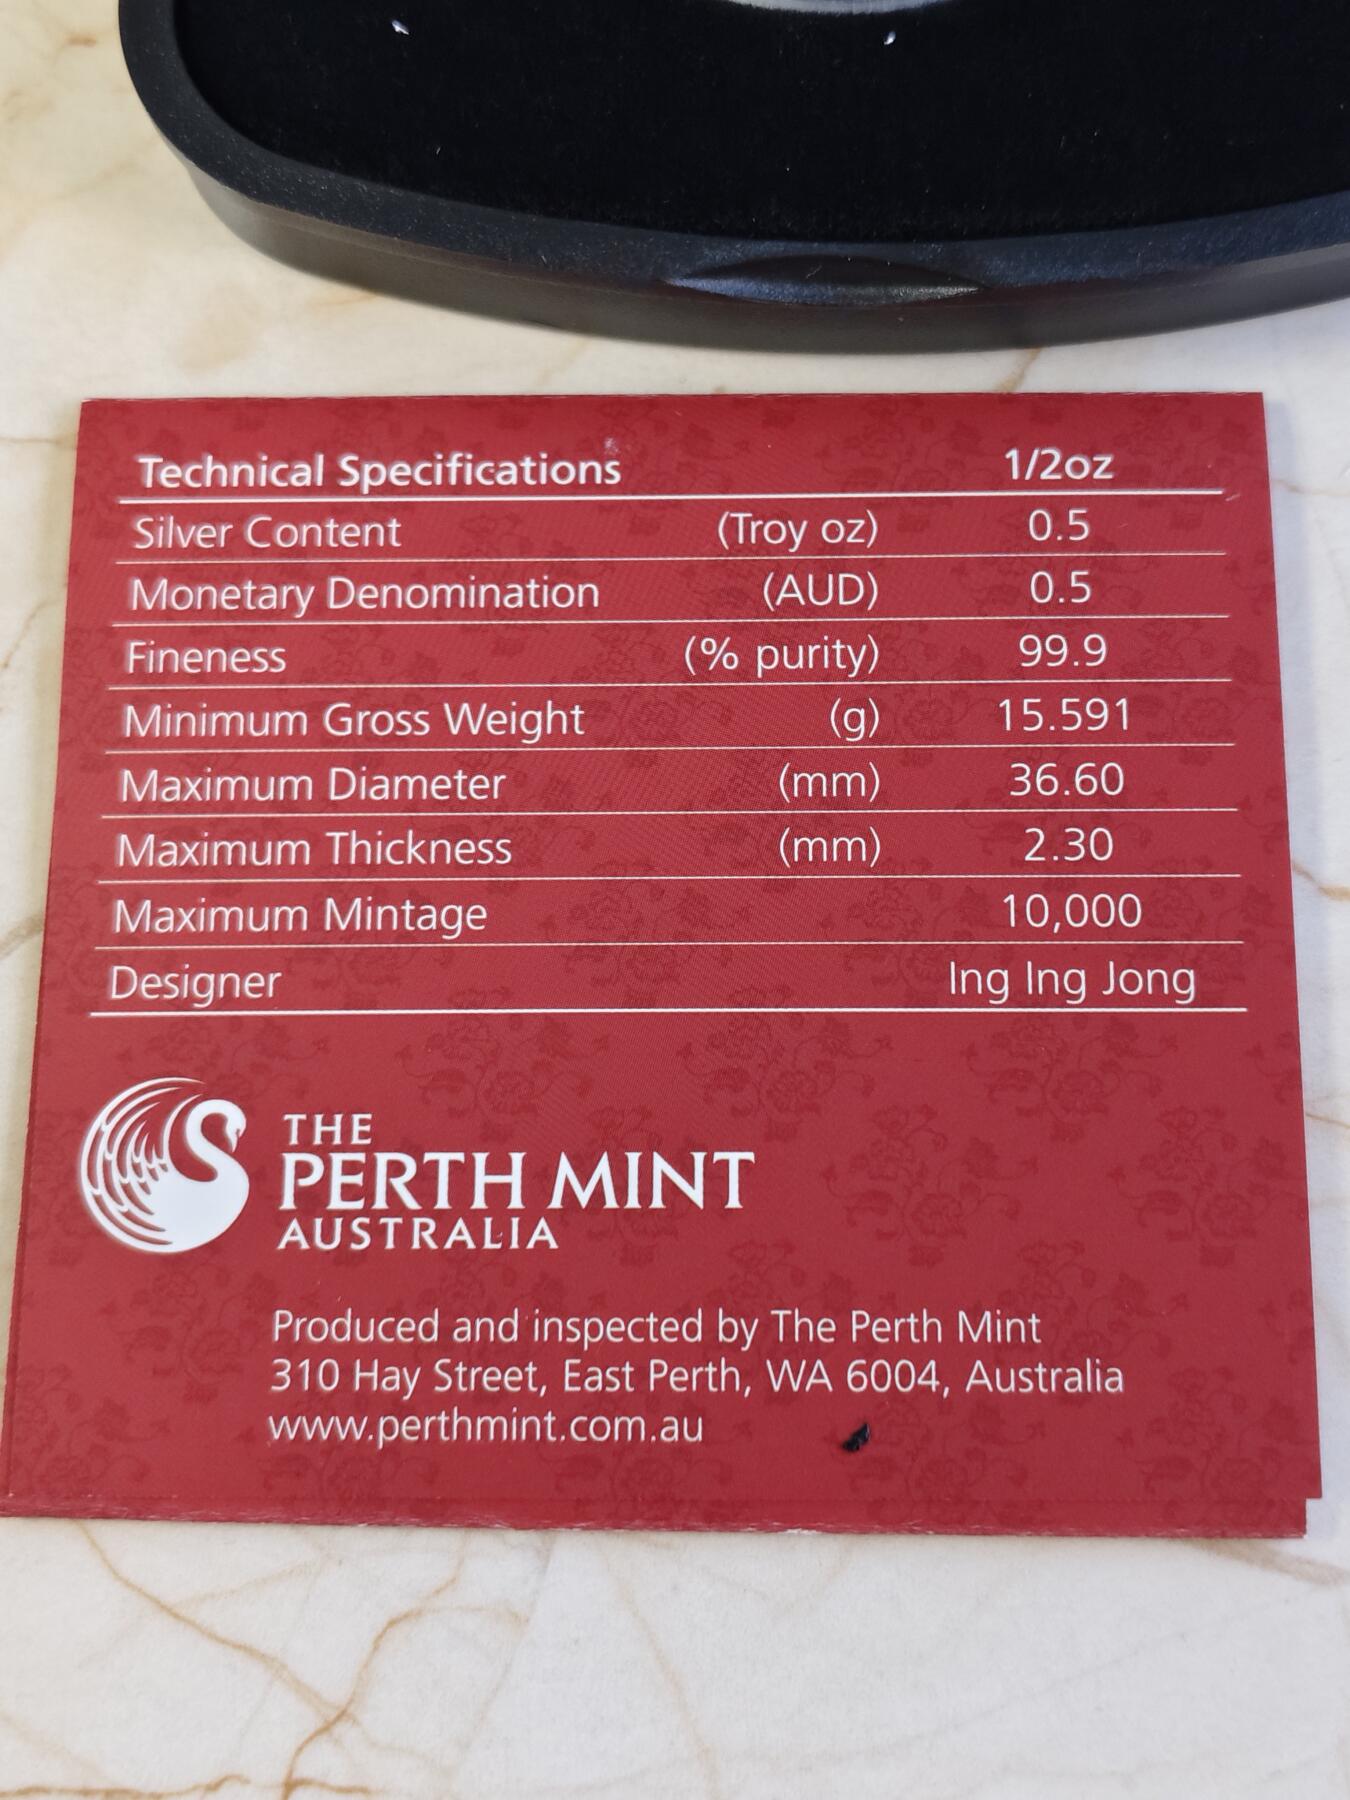 Technical Specifications 1/2oz
Silver Content (Troy oz) 0.5
Monetary Denomination (AUD) 0.5
Fineness (% purity) 99.9
Minimum Gross Weight (g) 15.591
Maximum Diameter (mm) 36.60
Maximum Thickness (mm) 2.30
Maximum Mintage 10,000
Designer Ing Ing Jong
THE
PERTH MINT
AUSTRALIA
Produced and inspected by The Perth Mint
310 Hay Street, East Perth, WA 6004, Australia
www.perthmint.com.au